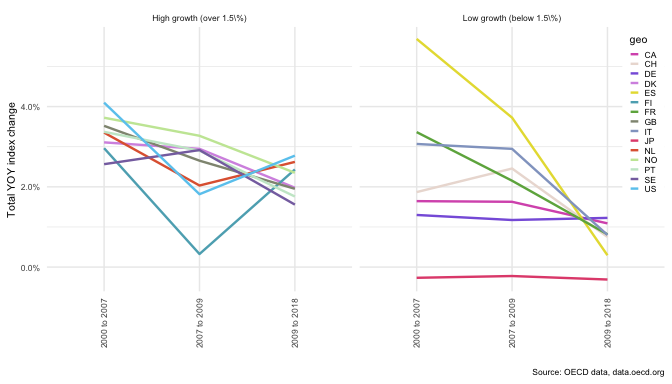 High growth (over 1.5\%)
Low growth (below 1.5\%)
Total YOY index change
4.0%
2.0%
0.0%
2000 to 2007
2007 to 2009
2009 to 2018
2000 to 2007
2007 to 2009
2009 to 2018
geo
CA
CH
DE
DK
ES
FI
FR
GB
IT
JP
NL
NO
PT
SE
US
Source: OECD data, data.oecd.org